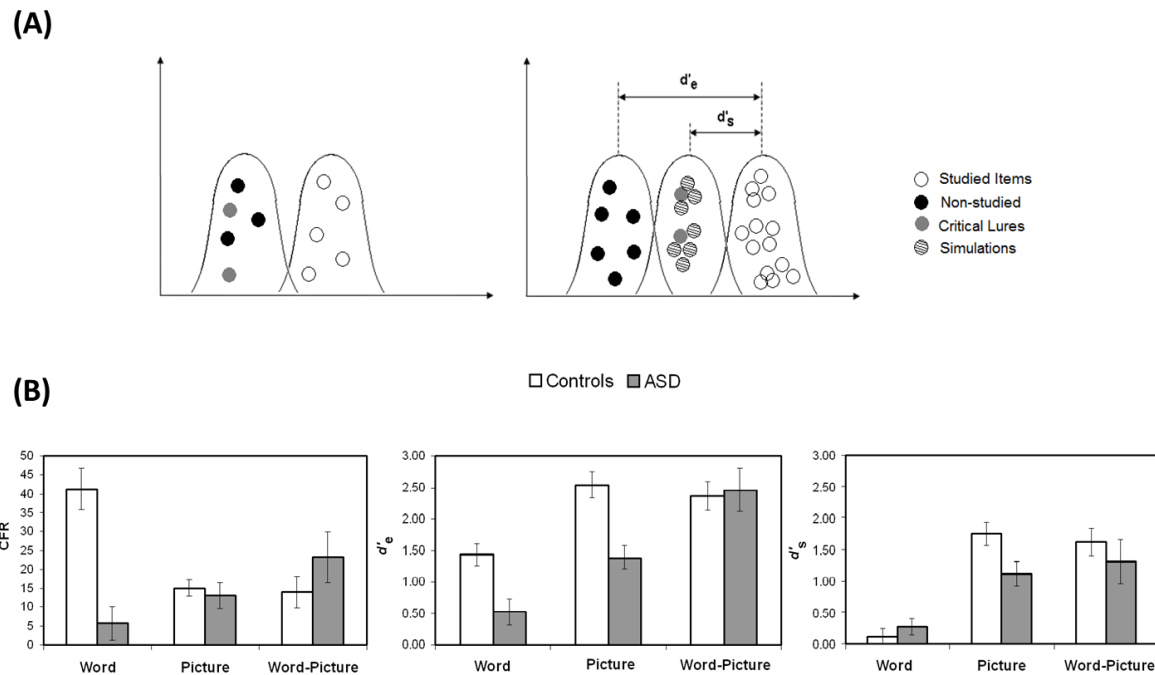 (A)
d'e
d's
Studied Items
Non-studied
Critical Lures
Simulations
Controls ASD
(B)
CFR
50
45
40
35
30
25
20
15
10
5
0
Word Picture Word-Picture
d'e
3.00
2.50
2.00
1.50
1.00
0.50
0.00
Word Picture Word-Picture
d's
3.00
2.50
2.00
1.50
1.00
0.50
0.00
Word Picture Word-Picture